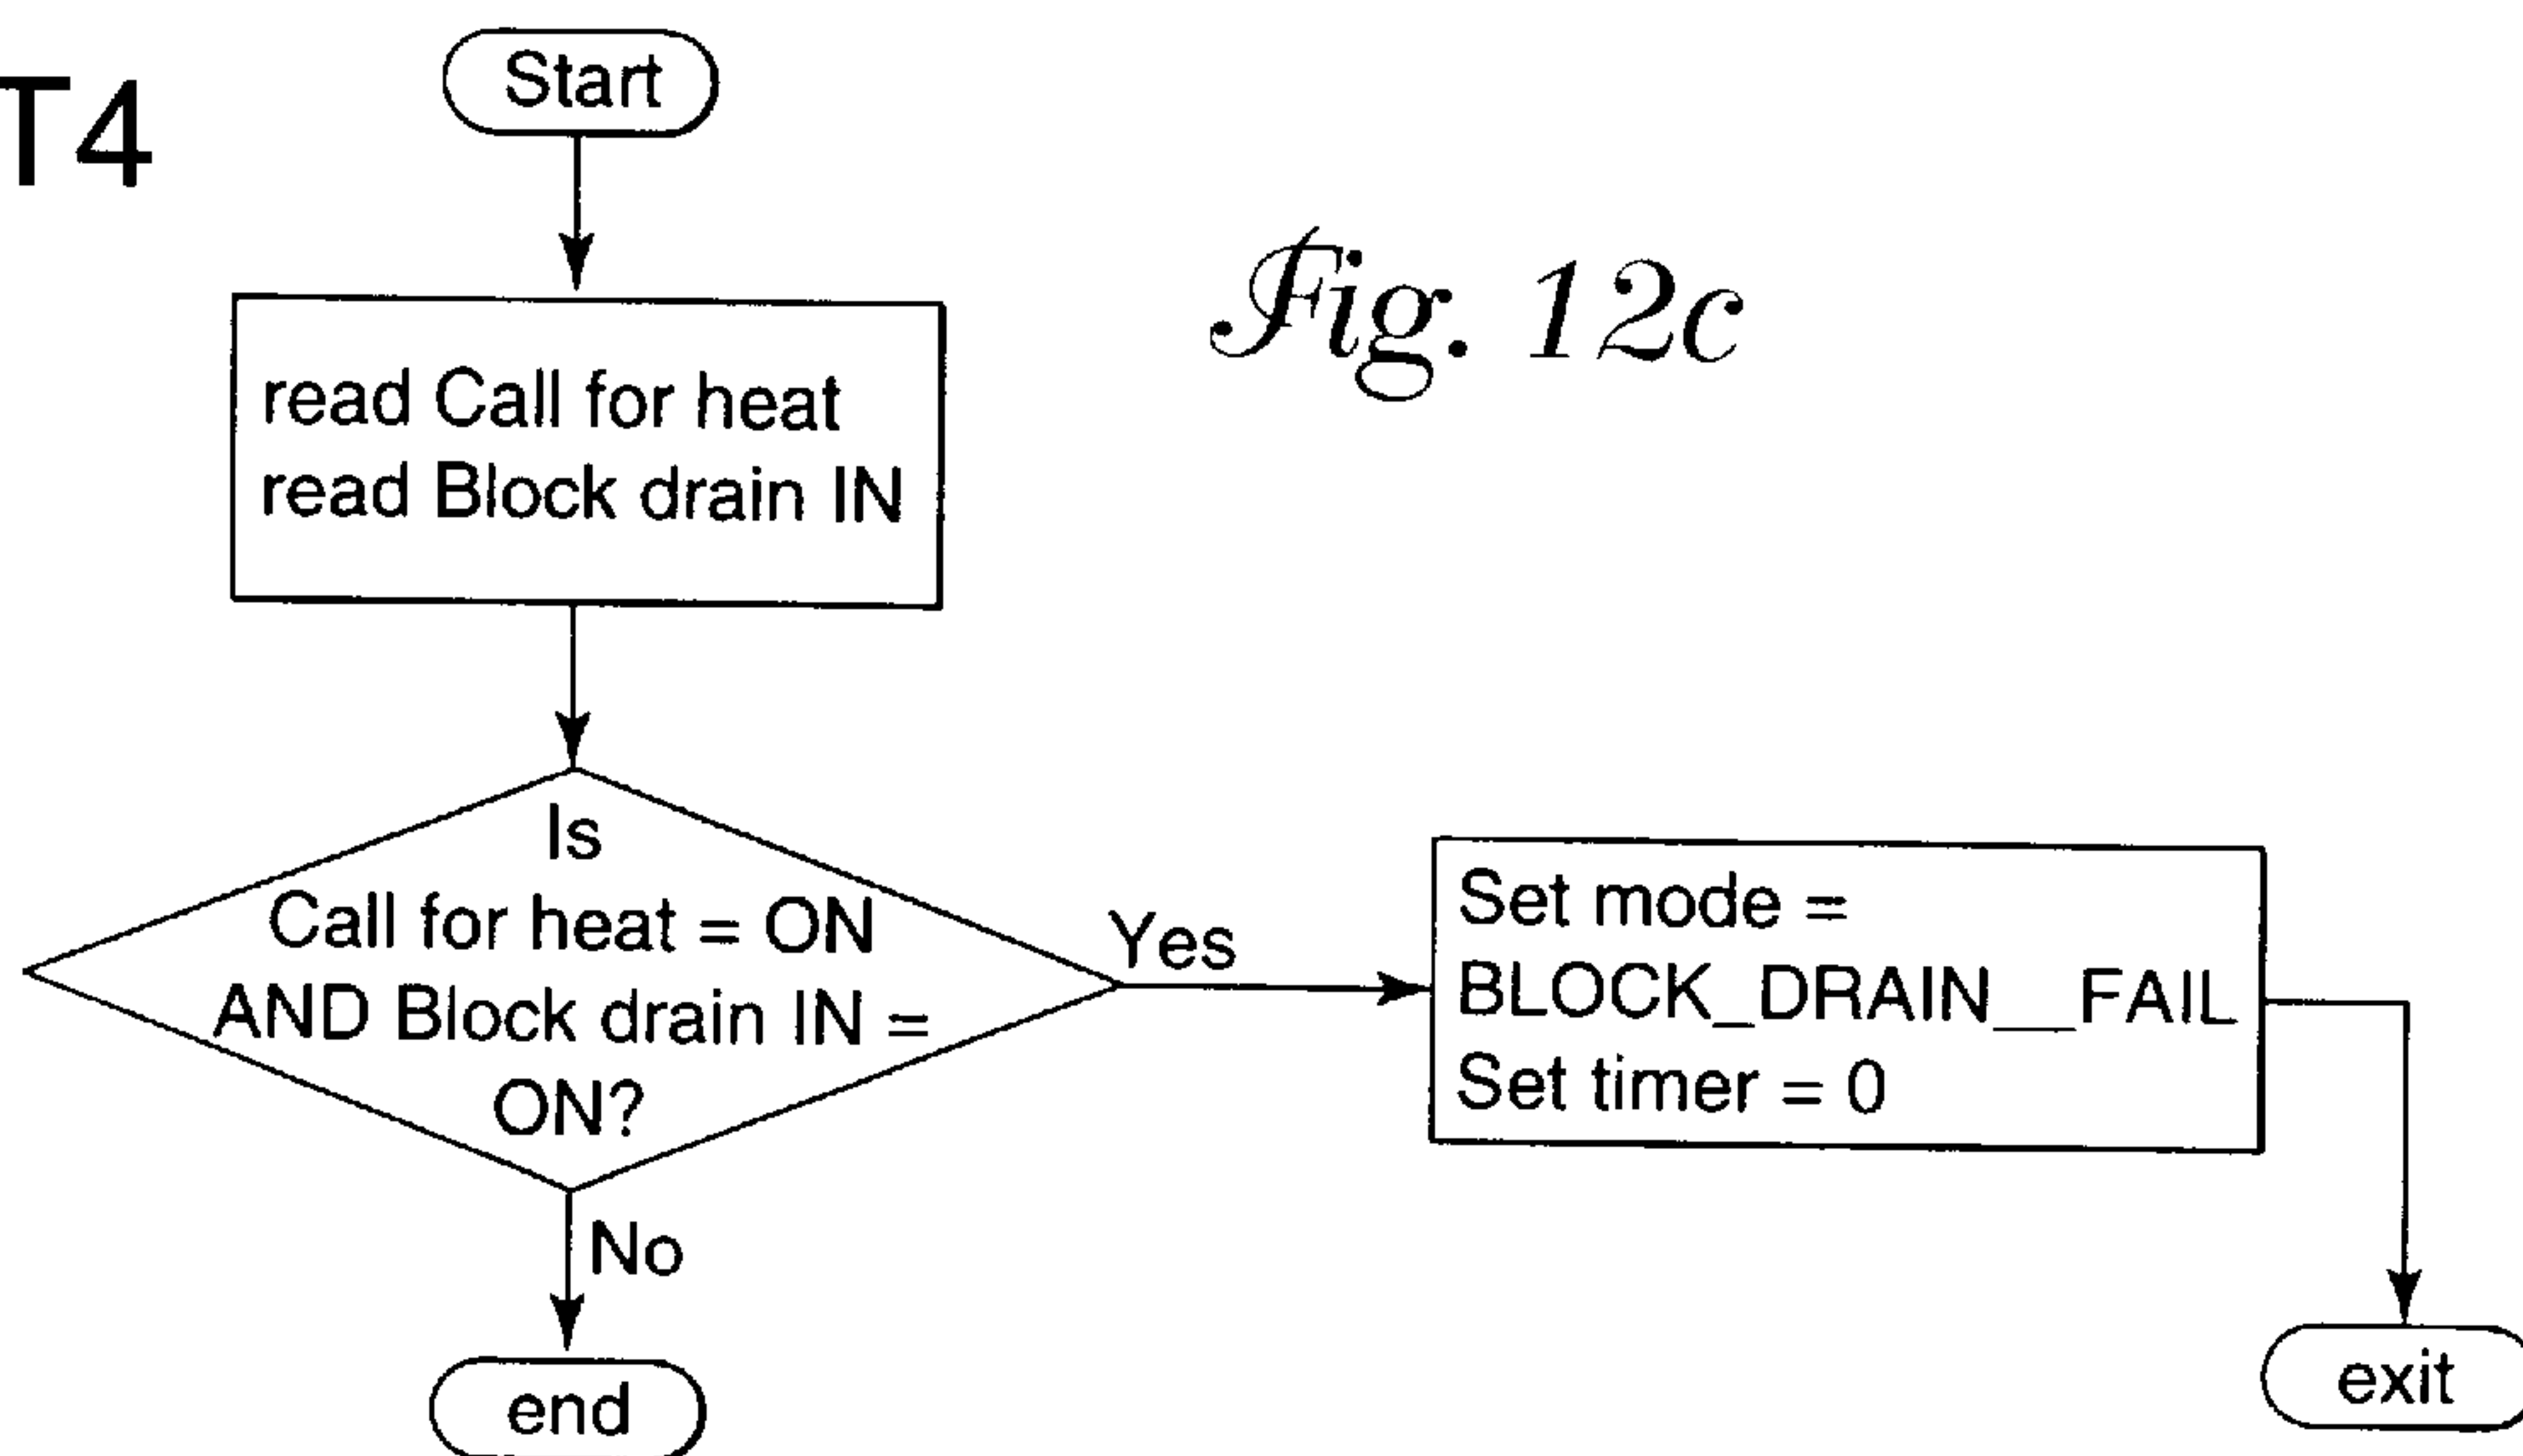 T4
Start
Fig. 12c
read Call for heat
read Block drain IN
Is
Call for heat = ON
AND Block drain IN =
ON?
Yes
Set mode =
BLOCK_DRAIN__FAIL
Set timer = 0
No
end
exit